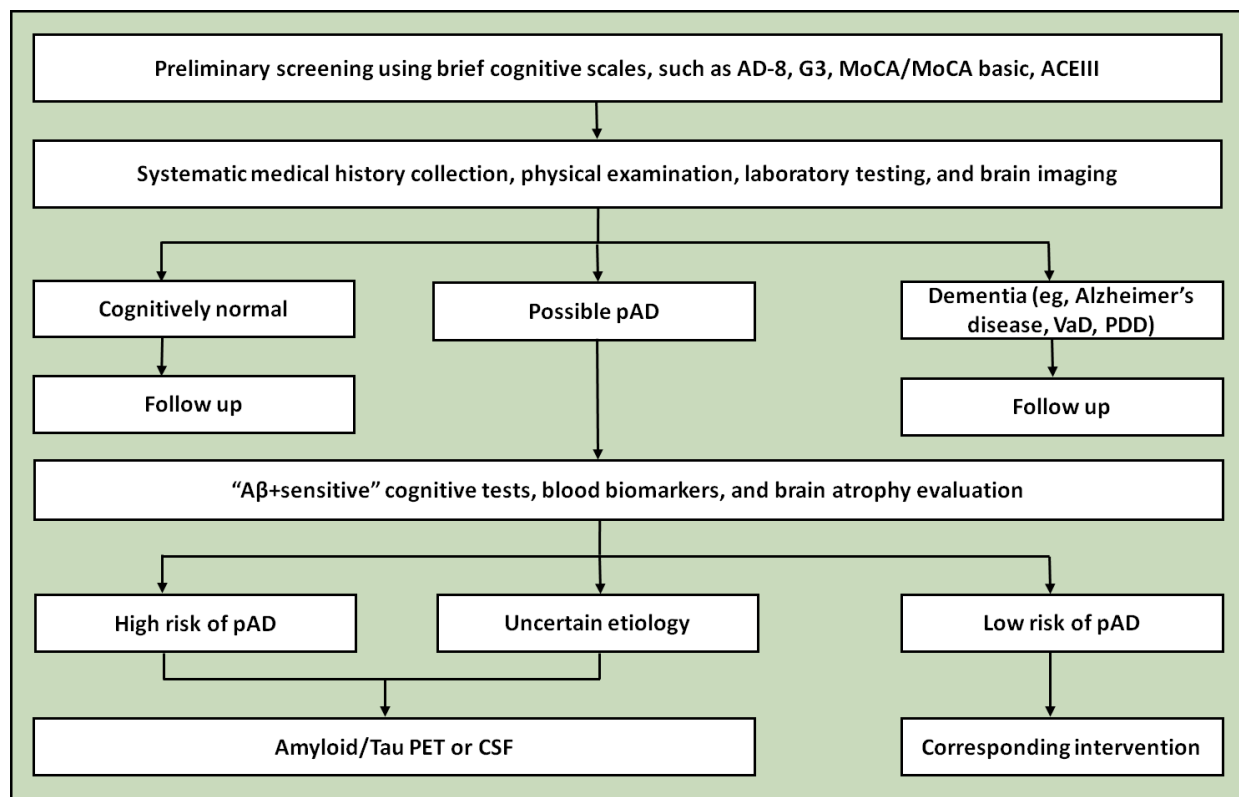 Preliminary screening using brief cognitive scales, such as AD-8, G3, MoCA/MoCA basic, ACEIII
Systematic medical history collection, physical examination, laboratory testing, and brain imaging
Cognitively normal
Possible pAD
Dementia (eg, Alzheimer’s
disease, VaD, PDD)
Follow up
Follow up
“Aβ+sensitive” cognitive tests, blood biomarkers, and brain atrophy evaluation
High risk of pAD
Uncertain etiology
Low risk of pAD
Amyloid/Tau PET or CSF
Corresponding intervention